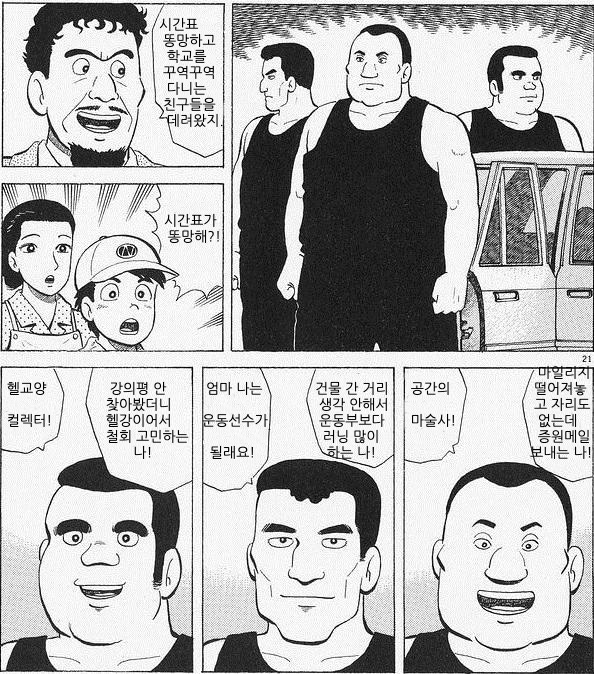 시간표
똥망하고
학교를
꾸역꾸역
다니는
친구들을
데려왔지.
시간표가
똥망해?!
21
헬교양
컬렉터!
강의평 안
찾아봤더니
헬강이어서
철회 고민하는
나!
엄마 나는
운동선수가
될래요!
건물 간 거리
생각 안해서
운동부보다
러닝 많이
하는 나!
공간의
마술사!
마일리지
떨어져놓
고 자리도
없는데
증원메일
보내는 나!